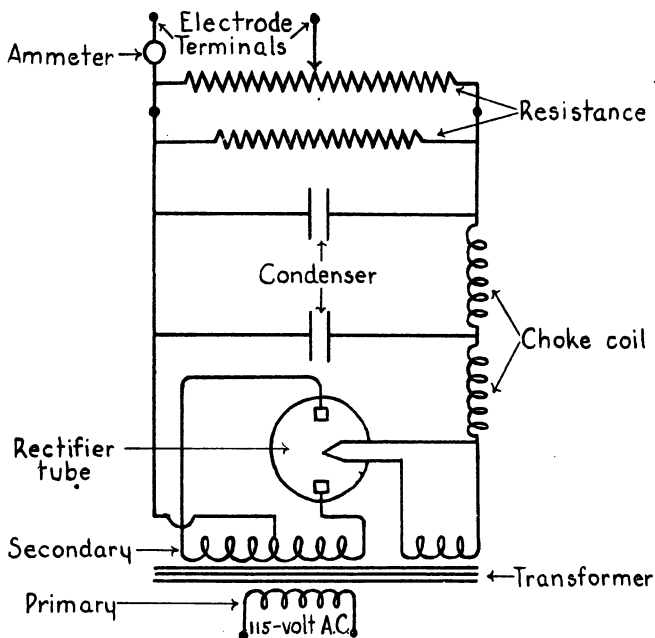 Electrode
Terminals
Ammeter
Resistance
Condenser
Choke coil
Rectifier
tube
Secondary
Transformer
Primary
115-volt A.C.